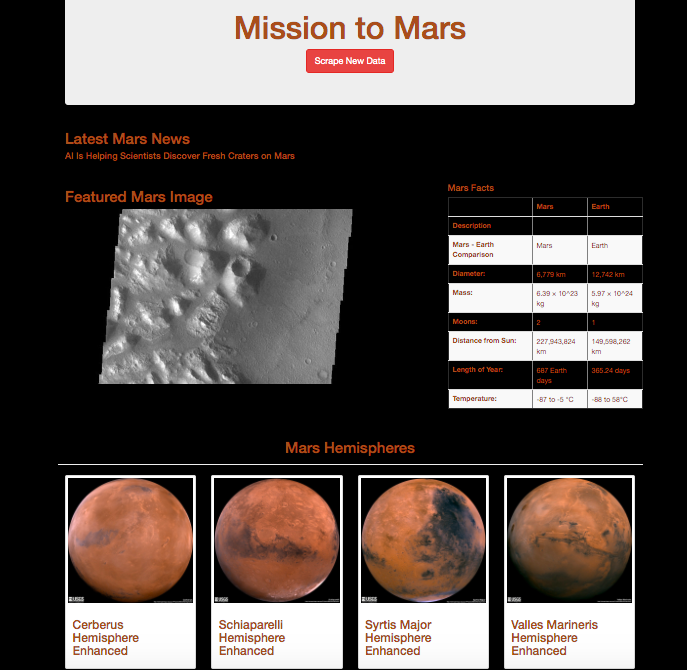 Mission to Mars
Scrape New Data
Latest Mars News
AI Is Helping Scientists Discover Fresh Craters on Mars
Featured Mars Image
Mars Facts
Mars Earth
Description
Mars - Earth
Comparison
Mars Earth
Diameter: 6,779 km 12,742 km
Mass: 6.39 × 10^23
kg
5.97 × 10^24
kg
Moons: 2 1
Distance from Sun: 227,943,824
km
149,598,262
km
Length of Year: 687 Earth
days
365.24 days
Temperature: -87 to -5 °C -88 to 58°C
Mars Hemispheres
Cerberus
Hemisphere
Enhanced
Schiaparelli
Hemisphere
Enhanced
Syrtis Major
Hemisphere
Enhanced
Valles Marineris
Hemisphere
Enhanced